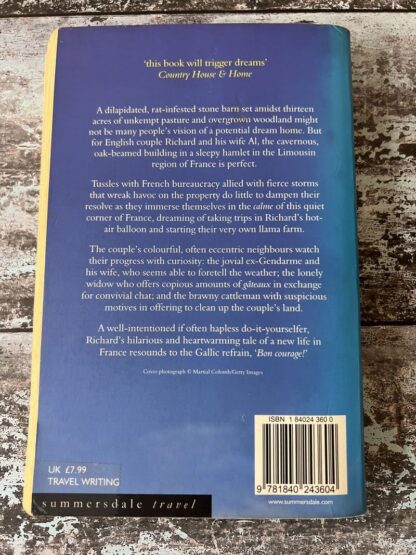 'this book will trigger dreams'
Country House & Home
A dilapidated, rat-infested stone barn set amidst thirteen
acres of unkempt pasture and overgrown woodland might
not be many people's vision of a potential dream home. But
for English couple Richard and his wife Al, the cavernous,
oak-beamed building in a sleepy hamlet in the Limousin
region of France is perfect.
Tussles with French bureaucracy allied with fierce storms
that wreak havoc on the property do little to dampen their
resolve as they immerse themselves in the calme of this quiet
corner of France, dreaming of taking trips in Richard's hot-
air balloon and starting their very own llama farm.
The couple's colourful, often eccentric neighbours watch
their progress with curiosity: the jovial ex-Gendarme and
his wife, who seems able to foretell the weather; the lonely
widow who offers copious amounts of gâteaux in exchange
for convivial chat; and the brawny cattleman with suspicious
motives in offering to clean up the couple's land.
A well-intentioned if often hapless do-it-yourselfer,
Richard's hilarious and heartwarming tale of a new life in
France resounds to the Gallic refrain, 'Bon courage!'
Cover photograph © Martial Colomb/Getty Images
ISBN 1 84024 360 0
9 781840 243604
www.summersdale.com
UK £7.99
TRAVEL WRITING
summersdale travel